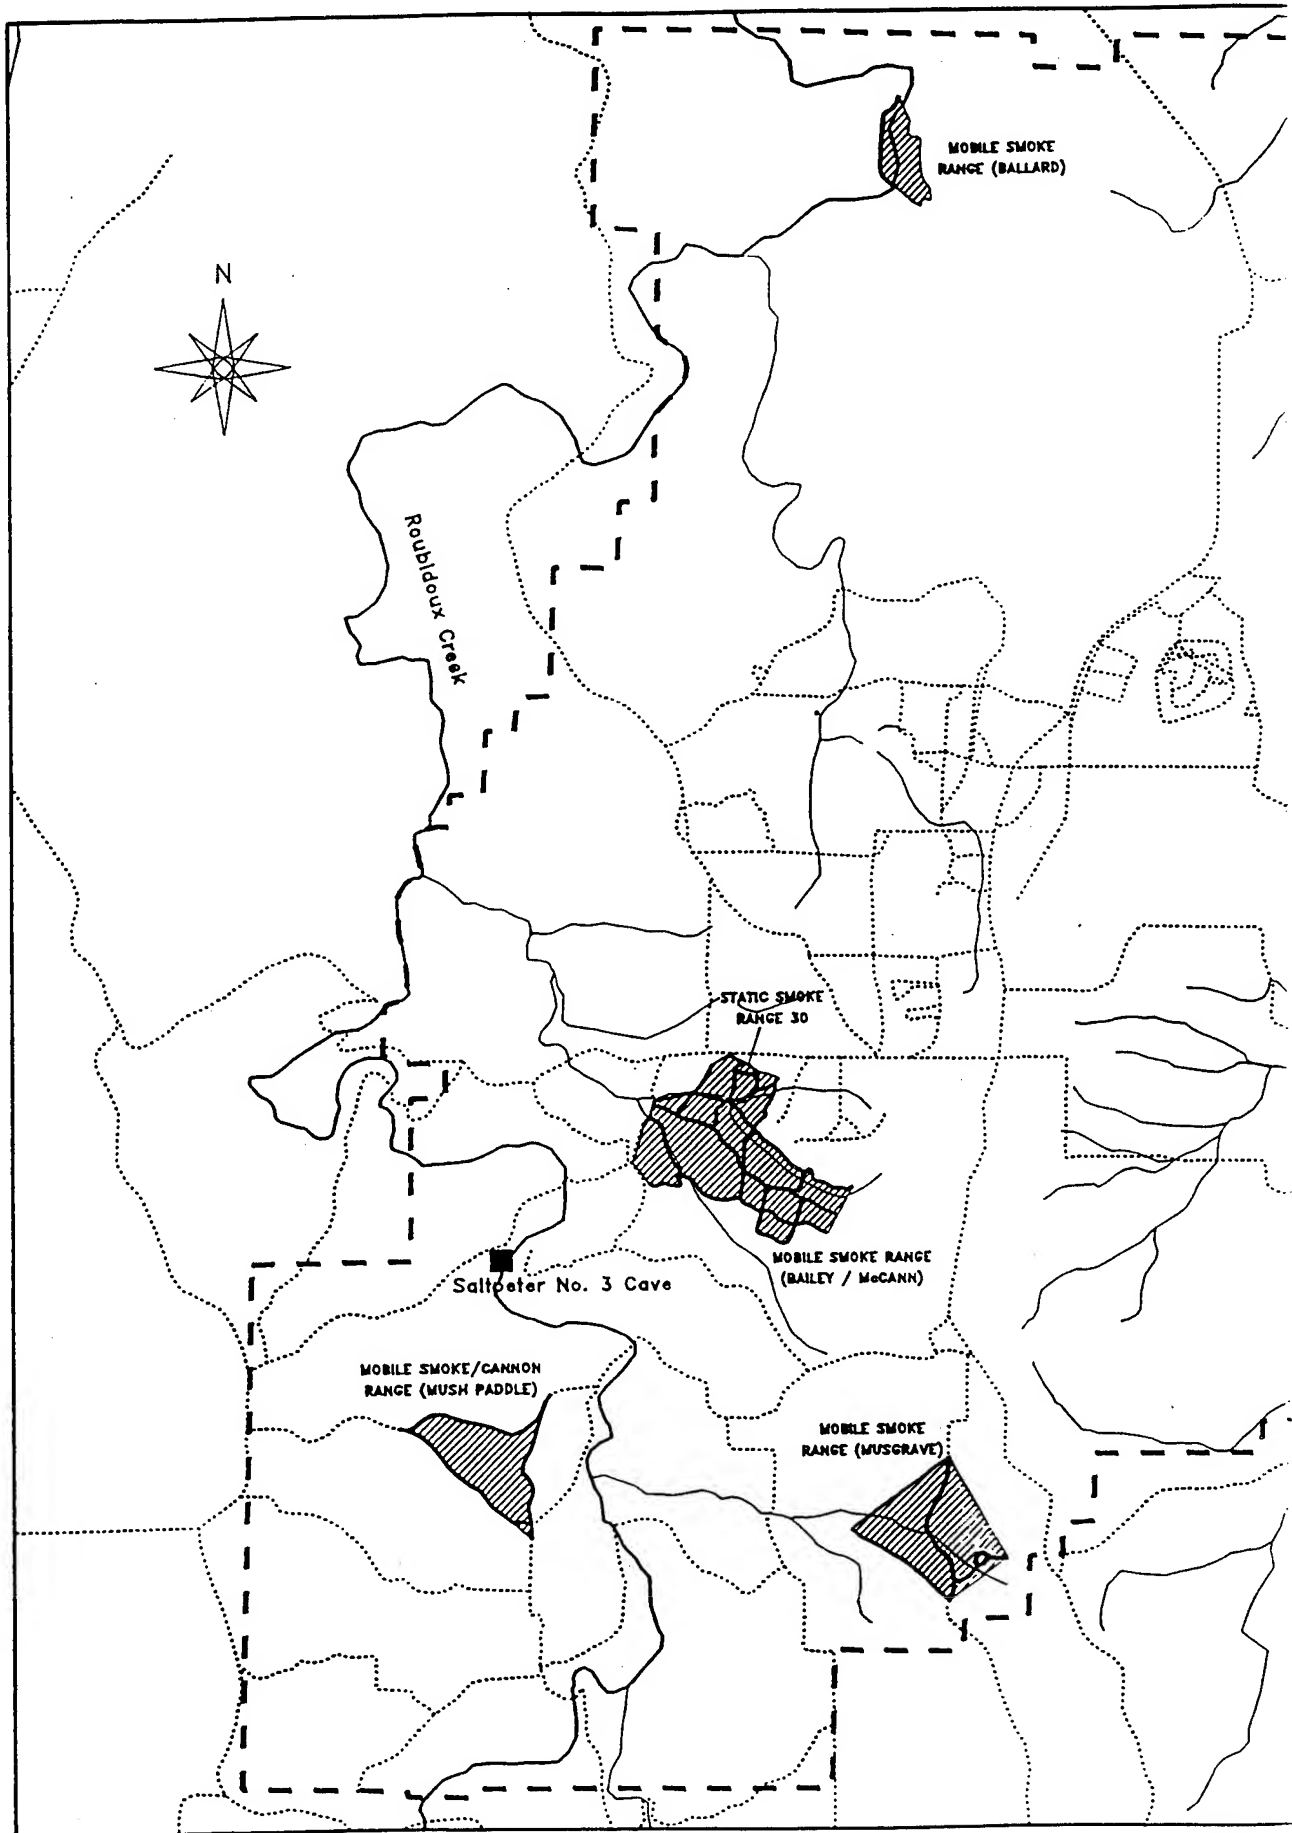 MOBILE SMOKE
RANGE (BALLARD)
N
Roubidoux Creek
STATIC SMOKE
RANGE 30
MOBILE SMOKE RANGE
(BAILEY / McCANN)
Saltpeter No. 3 Cave
MOBILE SMOKE/CANNON
RANGE (MUSH PADDLE)
MOBILE SMOKE
RANGE (MUSGRAVE)